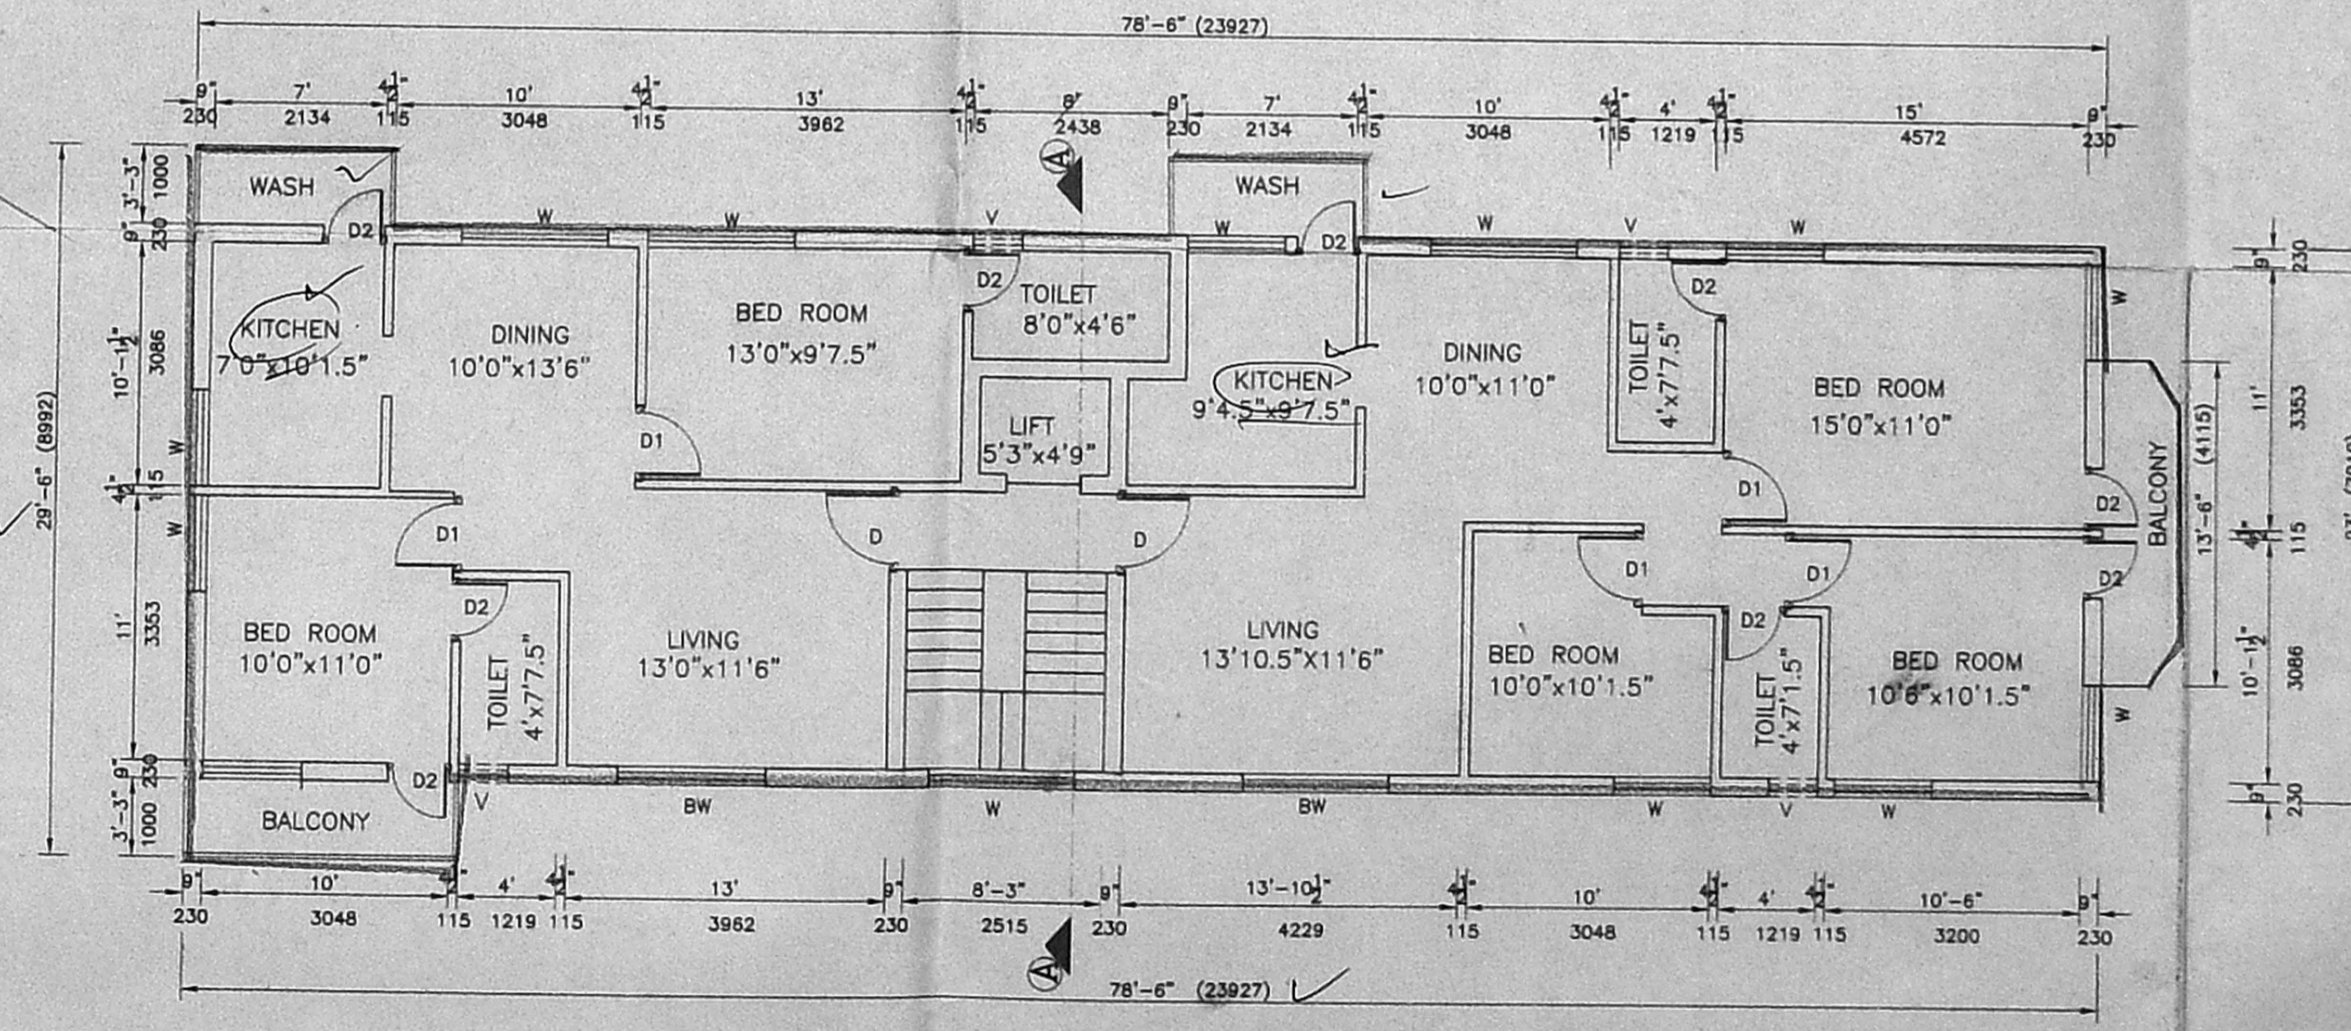 78'-6" (23927)
9" 7' 4½" 10' 4½" 13' 4½" 8' 9" 7' 4½" 10' 4½" 4' 4½" 15' 9"
230 2134 115 3048 115 3962 115 2438 230 2134 115 3048 115 1219 115 4572 230
A
3'-3" 1000
WASH
WASH
9" 230
D2
W
W
V
W
D2
W
V
W
9" 230
29'-6" (8992)
10'-1½" 3086
KITCHEN
7'0"x10'1.5"
DINING
10'0"x13'6"
BED ROOM
13'0"x9'7.5"
D2
TOILET
8'0"x4'6"
KITCHEN
9'4.5"x9'7.5"
DINING
10'0"x11'0"
TOILET
4'x7'7.5"
D2
BED ROOM
15'0"x11'0"
W
11' 3353
LIFT
5'3"x4'9"
D1
W
D1
D2
BALCONY
13'-6" (4115)
4½" 115
W
D1
D
D
D1
D1
D2
4½" 115
11' 3353
BED ROOM
10'0"x11'0"
D2
TOILET
4'x7'7.5"
LIVING
13'0"x11'6"
LIVING
13'10.5"X11'6"
BED ROOM
10'0"x10'1.5"
D2
TOILET
4'x7'1.5"
BED ROOM
10'6"x10'1.5"
W
10'-1½" 3086
9" 230
D2
V
BW
W
BW
W
V
W
9" 230
3'-3" 1000
BALCONY
9" 10' 4½" 4' 4½" 13' 9" 8'-3" 9" 13'-10½" 4½" 10' 4½" 4' 4½" 10'-6" 9"
230 3048 115 1219 115 3962 230 2515 230 4229 115 3048 115 1219 115 3200 230
A
78'-6" (23927)